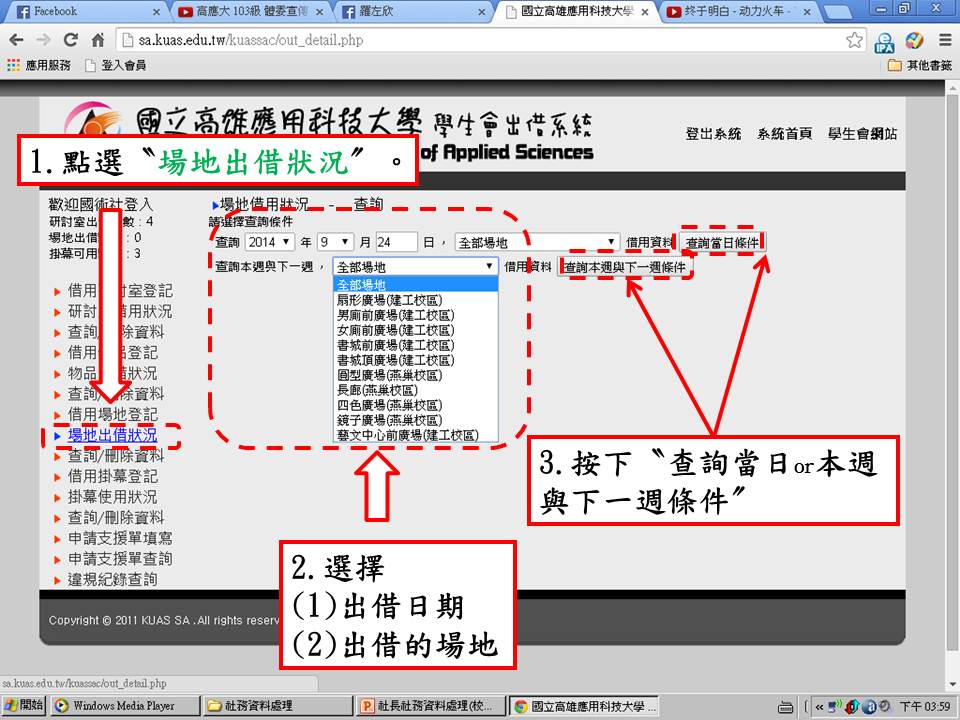 Facebook
高應大 103級 體委宣傳
羅左欣
國立高雄應用科技大學
终于明白 - 动力火车 -
sa.kuas.edu.tw/kuassac/out_detail.php
應用服務 登入會員
其他書籤
國立高雄應用科技大學 學生會出借系統
of Applied Sciences
登出系統 系統首頁 學生會網站
1.點選〝場地出借狀況〞。
歡迎國術社登入
研討室出 數 : 4
場地出借 : 0
掛幕可用 : 3
場地借用狀況 - 查詢
請選擇查詢條件
查詢 2014 年 9 月 24 日, 全部場地 借用資料 查詢當日條件
查詢本週與下一週, 全部場地 借用資料 查詢本週與下一週條件
全部場地
扇形廣場(建工校區)
男廁前廣場(建工校區)
女廁前廣場(建工校區)
書城前廣場(建工校區)
書城頂廣場(建工校區)
圓型廣場(燕巢校區)
長廊(燕巢校區)
四色廣場(燕巢校區)
鏡子廣場(燕巢校區)
藝文中心前廣場(建工校區)
借用 討室登記
研討 借用狀況
查詢 除資料
借用 品登記
物品 借狀況
查詢 刪除資料
借用場地登記
場地出借狀況
查詢/刪除資料
借用掛幕登記
掛幕使用狀況
查詢/刪除資料
申請支援單填寫
申請支援單查詢
違規紀錄查詢
3.按下〝查詢當日or本週
與下一週條件〞
2.選擇
(1)出借日期
(2)出借的場地
Copyright © 2011 KUAS SA .All rights reserv
sa.kuas.edu.tw/kuassac/out_detail.php
開始
Windows Media Player
社務資料處理
社長社務資料處理(校...
國立高雄應用科技大學 ...
下午 03:59